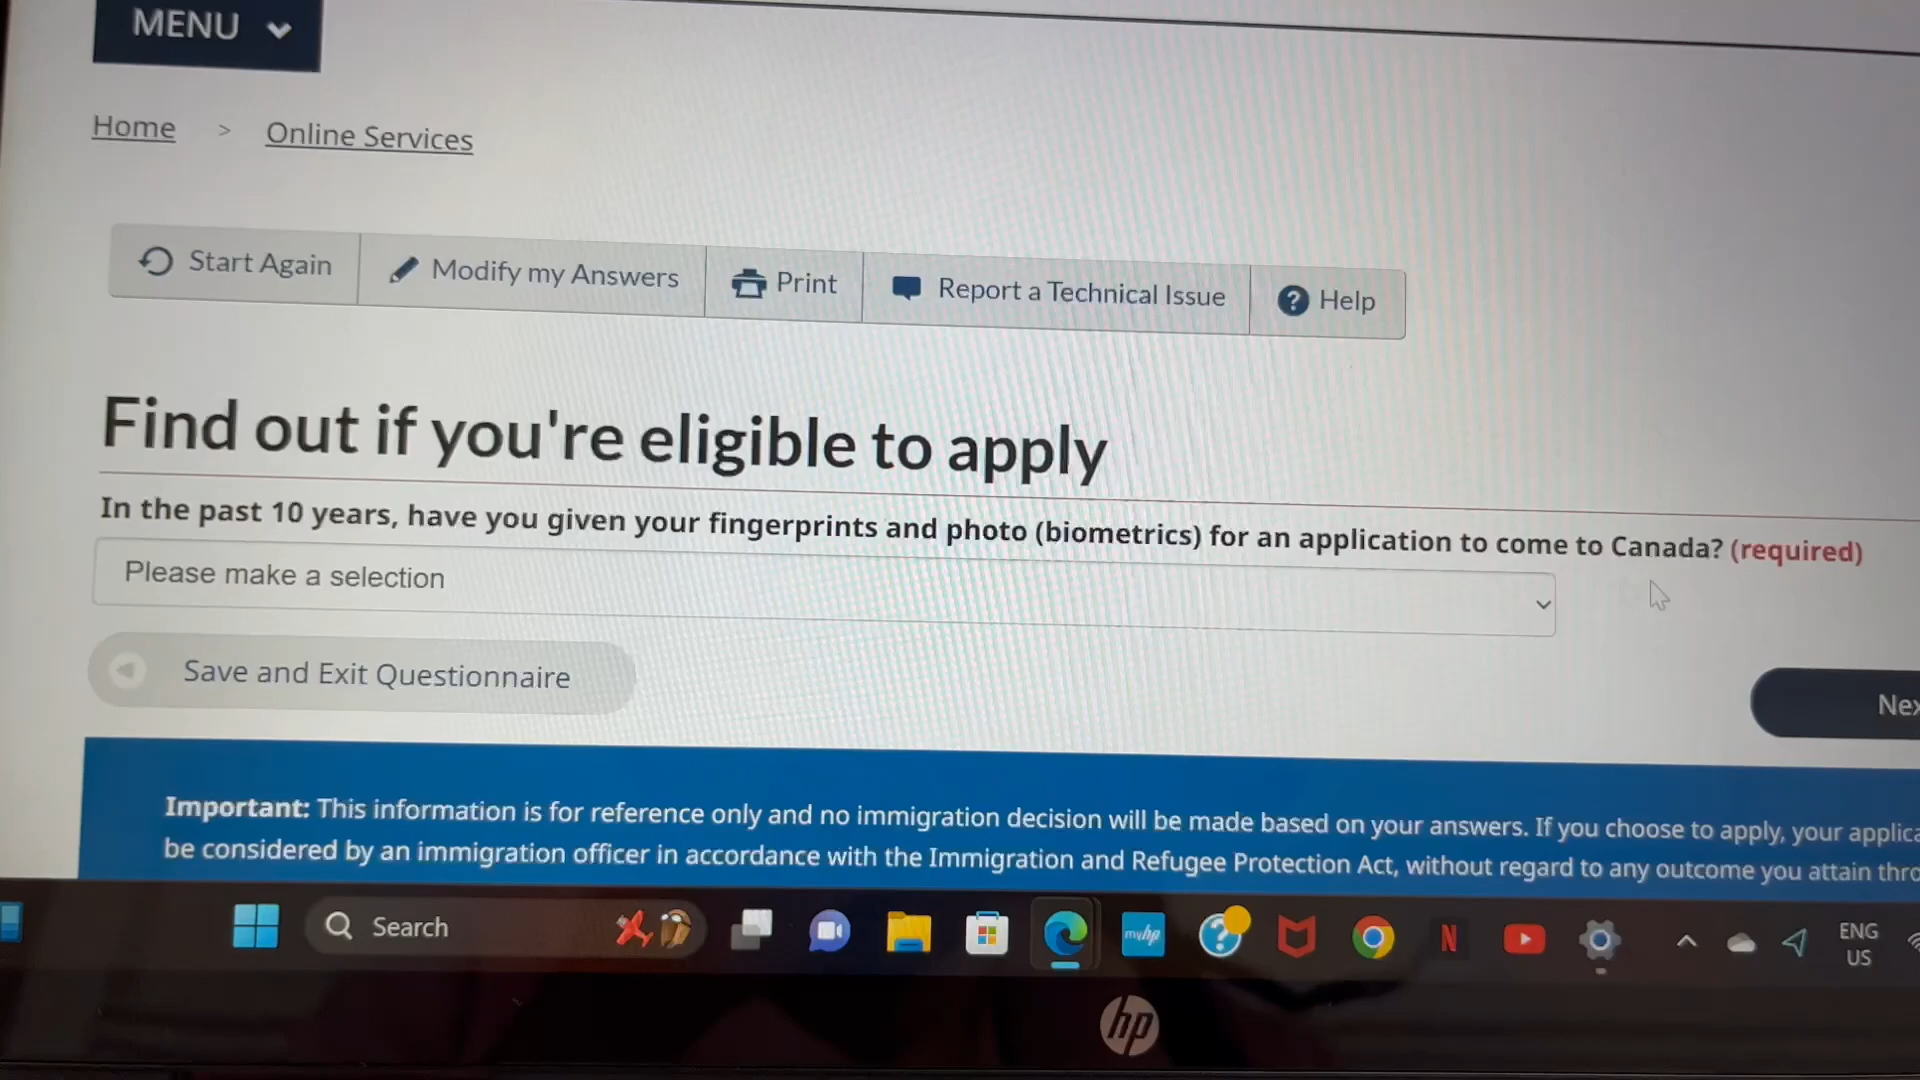 MENU
Home > Online Services
Start Again Modify my Answers Print Report a Technical Issue ? Help
Find out if you're eligible to apply
In the past 10 years, have you given your fingerprints and photo (biometrics) for an application to come to Canada? (required)
Please make a selection
Save and Exit Questionnaire
Important: This information is for reference only and no immigration decision will be made based on your answers. If you choose to apply, your
be considered by an immigration officer in accordance with the Immigration and Refugee Protection Act, without regard to any outcome you attain
Search myhp ? N ENG
US
hp